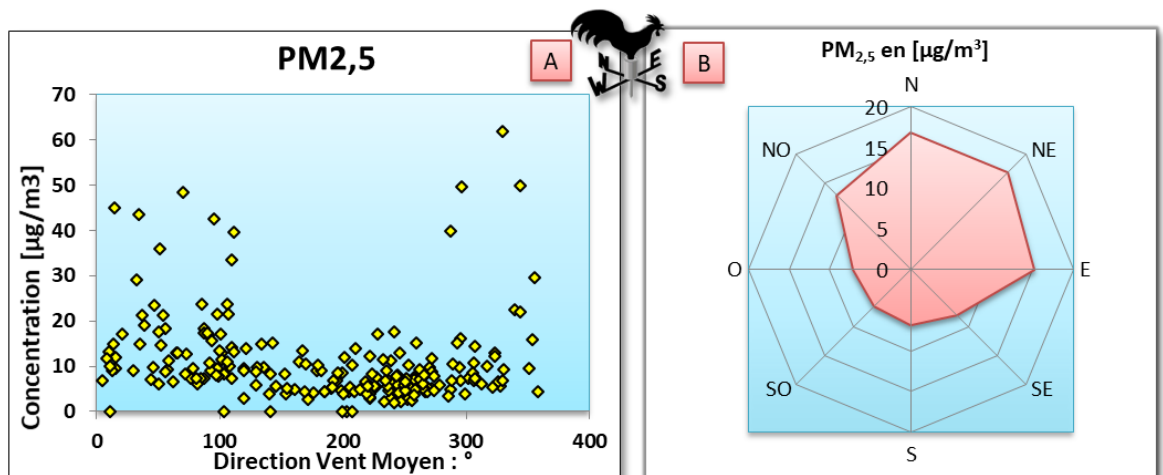 PM2,5
A
B
N E
W S
PM2,5 en [µg/m³]
70
60
50
40
30
20
10
0
Concentration [µg/m3]
0 100 200 300 400
Direction Vent Moyen : °
N
NE
E
SE
S
SO
O
NO
20
15
10
5
0